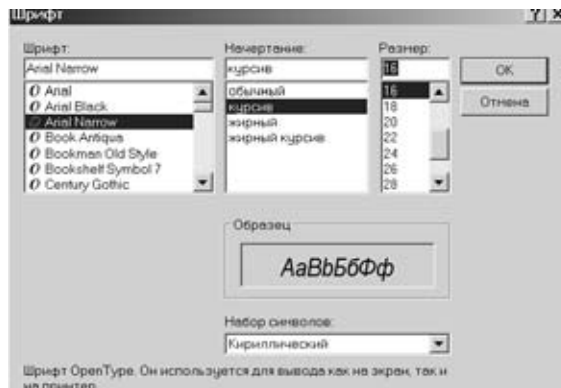 Шрифт
Шрифт:
Arial Narrow
Arial
Arial Black
Arial Narrow
Book Antiqua
Bookman Old Style
Bookshelf Symbol 7
Century Gothic
Начертание:
курсив
обычный
курсив
жирный
жирный курсив
Размер:
16
16
18
20
22
24
26
28
OK
Отмена
Образец
АаBbБбФф
Набор символов:
Кириллический
Шрифт OpenType. Он используется для вывода как на экран, так и
на принтер.